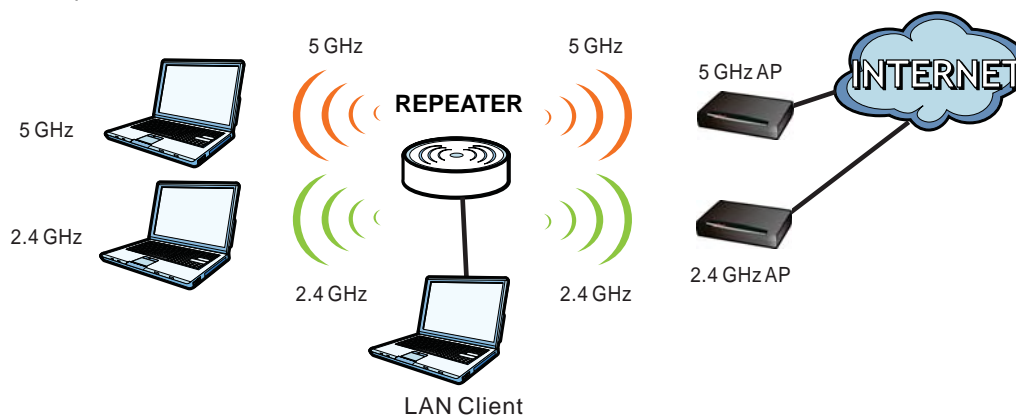 5 GHz
5 GHz
5 GHz AP
INTERNET
REPEATER
5 GHz
2.4 GHz
2.4 GHz
2.4 GHz
2.4 GHz AP
LAN Client